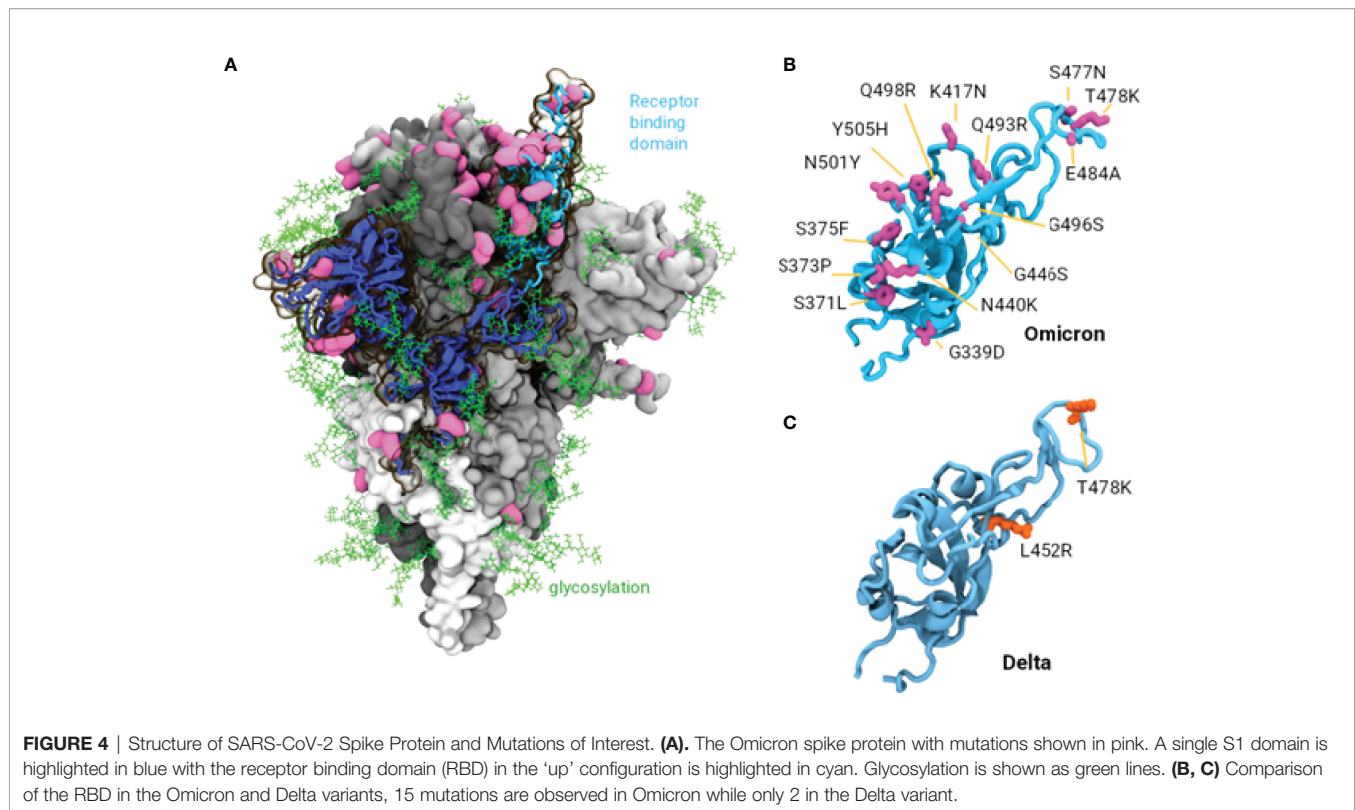 A
Receptor
binding
domain
glycosylation
B
S477N
T478K
Q498R
K417N
Y505H
Q493R
N501Y
E484A
G496S
S375F
G446S
S373P
N440K
S371L
Omicron
G339D
C
T478K
L452R
Delta
FIGURE 4 | Structure of SARS-CoV-2 Spike Protein and Mutations of Interest. (A). The Omicron spike protein with mutations shown in pink. A single S1 domain is
highlighted in blue with the receptor binding domain (RBD) in the ‘up’ configuration is highlighted in cyan. Glycosylation is shown as green lines. (B, C) Comparison
of the RBD in the Omicron and Delta variants, 15 mutations are observed in Omicron while only 2 in the Delta variant.